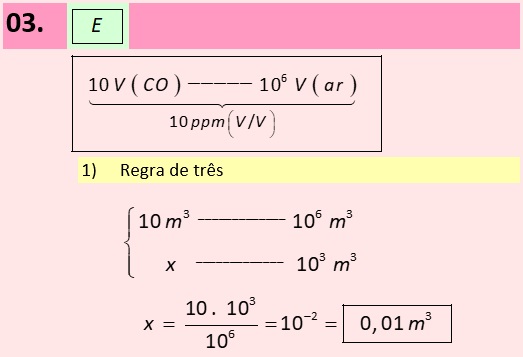 03. E
10 V ( CO ) ————— 10⁶ V ( ar )
10 ppm (V/V)
1) Regra de três
10 m³ ————— 10⁶ m³
x ————— 10³ m³
x = 10 . 10³ / 10⁶ = 10⁻² = 0,01 m³